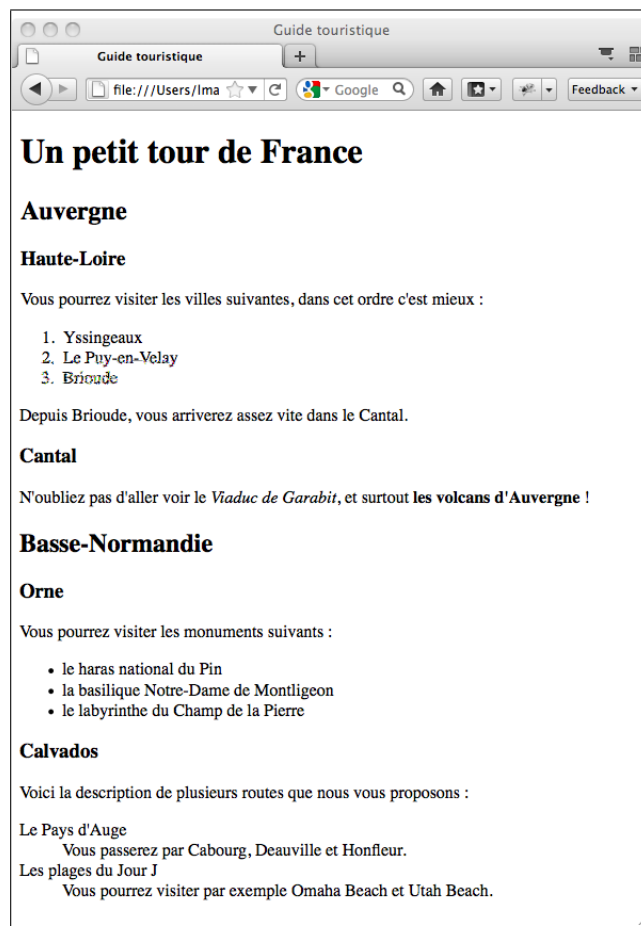 Guide touristique
Guide touristique
+
file:///Users/lma
Google
Feedback
Un petit tour de France
Auvergne
Haute-Loire
Vous pourrez visiter les villes suivantes, dans cet ordre c'est mieux :
1. Yssingeaux
2. Le Puy-en-Velay
3. Brioude
Depuis Brioude, vous arriverez assez vite dans le Cantal.
Cantal
N'oubliez pas d'aller voir le Viaduc de Garabit, et surtout les volcans d'Auvergne !
Basse-Normandie
Orne
Vous pourrez visiter les monuments suivants :
• le haras national du Pin
• la basilique Notre-Dame de Montligeon
• le labyrinthe du Champ de la Pierre
Calvados
Voici la description de plusieurs routes que nous vous proposons :
Le Pays d'Auge
Vous passerez par Cabourg, Deauville et Honfleur.
Les plages du Jour J
Vous pourrez visiter par exemple Omaha Beach et Utah Beach.